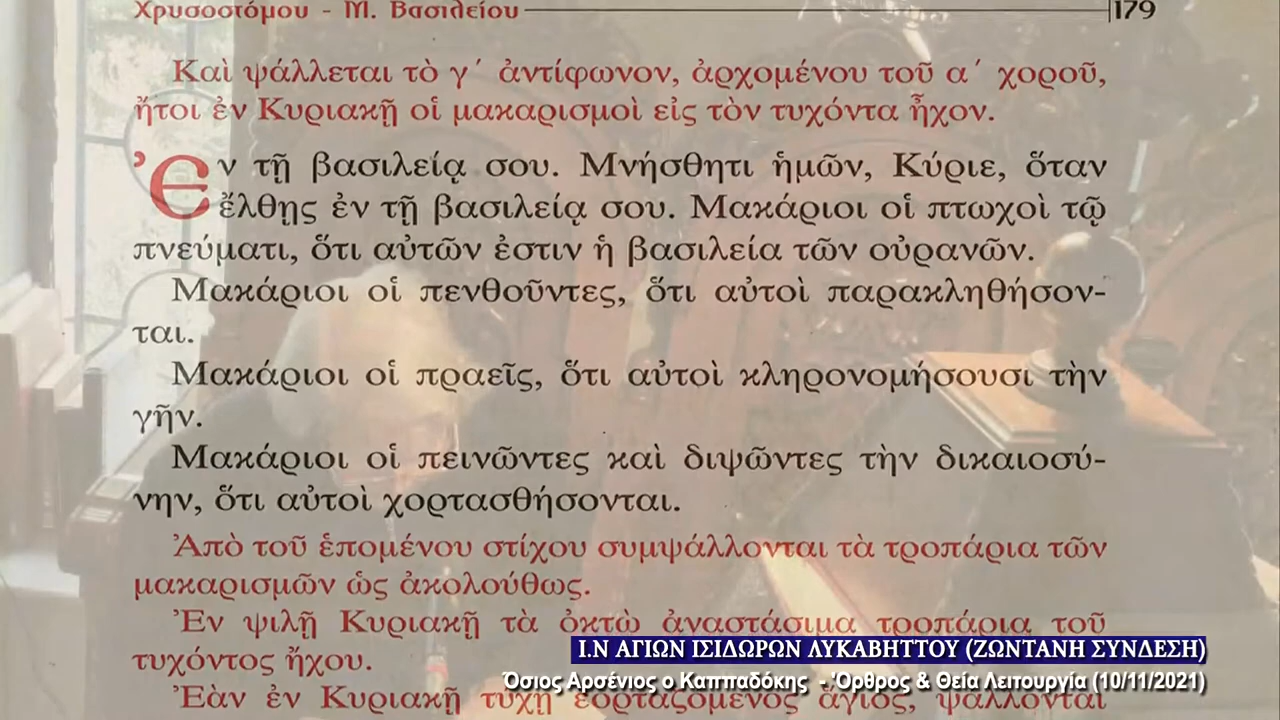 Χρυσοστόμου - Μ. Βασιλείου 179
Καὶ ψάλλεται τὸ γ΄ ἀντίφωνον, ἀρχομένου τοῦ α΄ χοροῦ,
ἤτοι ἐν Κυριακῇ οἱ μακαρισμοὶ εἰς τὸν τυχόντα ἦχον.
Ἐν τῇ βασιλείᾳ σου. Μνήσθητι ἡμῶν, Κύριε, ὅταν
ἔλθῃς ἐν τῇ βασιλείᾳ σου. Μακάριοι οἱ πτωχοὶ τῷ
πνεύματι, ὅτι αὐτῶν ἐστιν ἡ βασιλεία τῶν οὐρανῶν.
Μακάριοι οἱ πενθοῦντες, ὅτι αὐτοὶ παρακληθήσον-
ται.
Μακάριοι οἱ πραεῖς, ὅτι αὐτοὶ κληρονομήσουσι τὴν
γῆν.
Μακάριοι οἱ πεινῶντες καὶ διψῶντες τὴν δικαιοσύ-
νην, ὅτι αὐτοὶ χορτασθήσονται.
Ἀπὸ τοῦ ἑπομένου στίχου συμψάλλονται τὰ τροπάρια τῶν
μακαρισμῶν ὡς ἀκολούθως.
Ἐν ψιλῇ Κυριακῇ τὰ ὀκτὼ ἀναστάσιμα τροπάρια τοῦ
τυχόντος ἤχου.
Ἐὰν ἐν Κυριακῇ τύχῃ ἑορταζόμενος ἅγιος, ψάλλονται
Ι.Ν ΑΓΙΩΝ ΙΣΙΔΩΡΩΝ ΛΥΚΑΒΗΤΤΟΥ (ΖΩΝΤΑΝΗ ΣΥΝΔΕΣΗ)
Όσιος Αρσένιος ο Καππαδόκης - 'Ορθρος & Θεία Λειτουργία (10/11/2021)